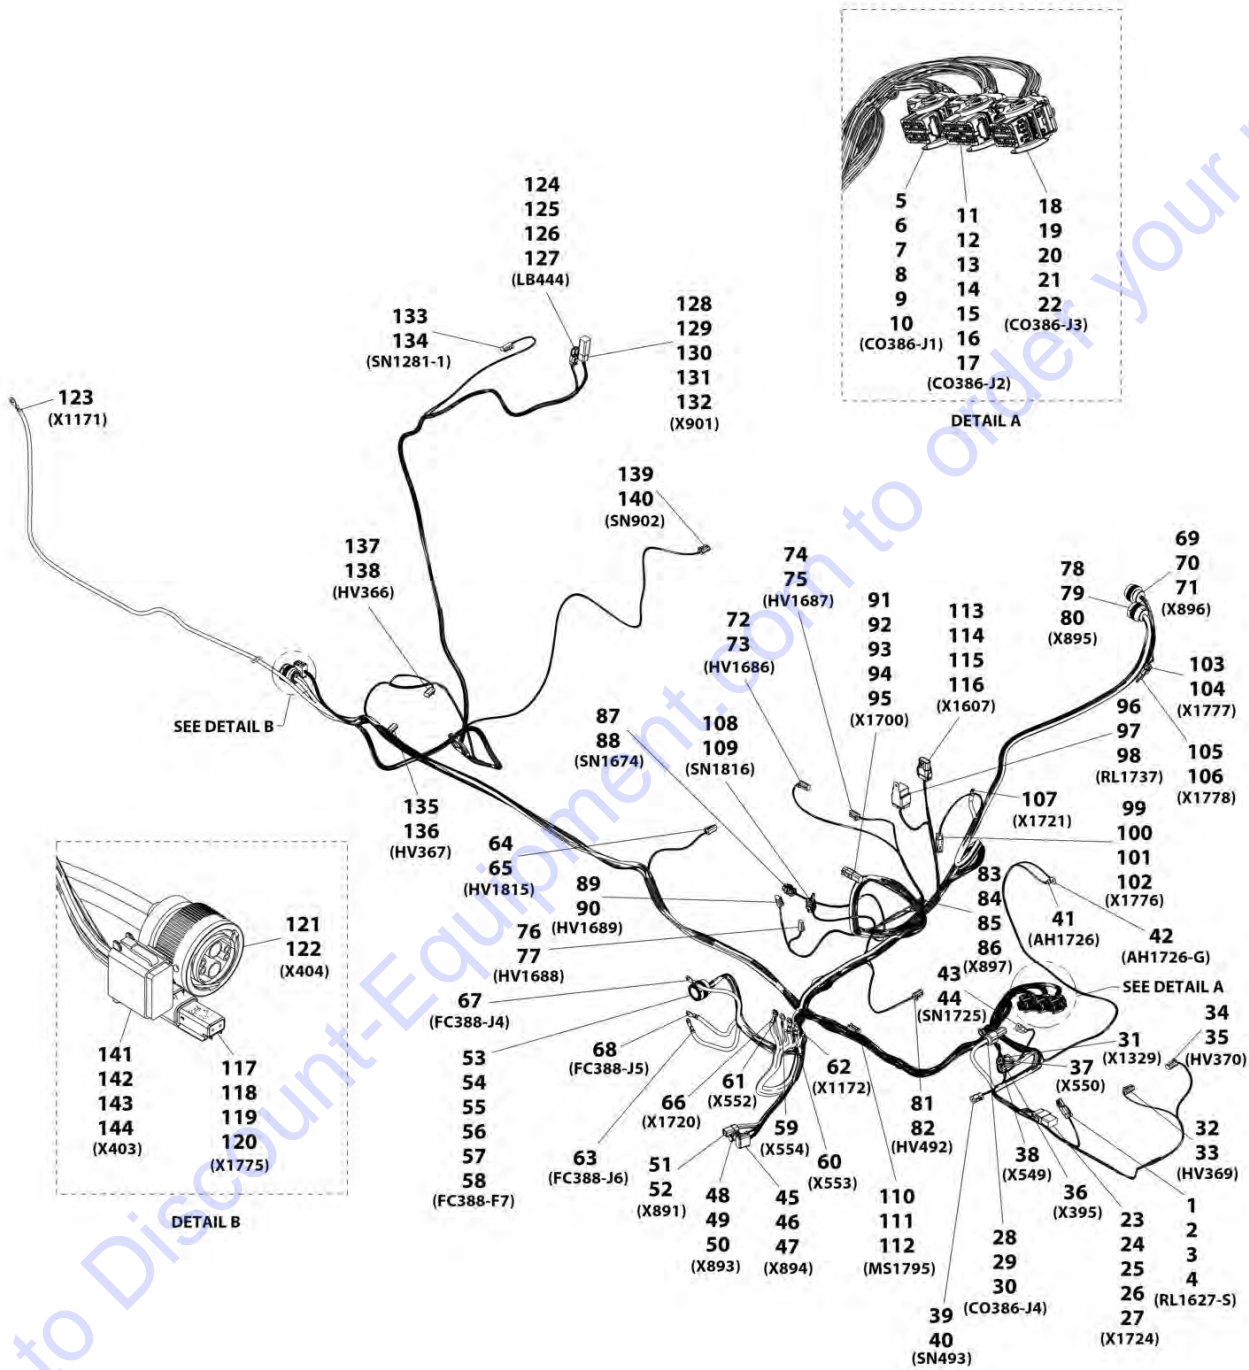 5
6
7
8
9
10
(CO386-J1)
11
12
13
14
15
16
17
(CO386-J2)
18
19
20
21
22
(CO386-J3)
DETAIL A
124
125
126
127
(LB444)
128
129
130
131
132
(X901)
133
134
(SN1281-1)
123
(X1171)
139
140
(SN902)
137
138
(HV366)
SEE DETAIL B
135
136
(HV367)
74
75
(HV1687)
72
73
(HV1686)
91
92
93
94
95
(X1700)
113
114
115
116
(X1607)
78
79
80
(X895)
69
70
71
(X896)
103
104
(X1777)
105
106
(X1778)
96
97
98
(RL1737)
107
(X1721)
99
100
101
102
(X1776)
87
88
(SN1674)
108
109
(SN1816)
64
65
(HV1815)
89
90
(HV1689)
76
77
(HV1688)
83
84
85
86
(X897)
41
(AH1726)
42
(AH1726-G)
SEE DETAIL A
43
44
(SN1725)
34
35
(HV370)
31
(X1329)
37
(X550)
32
33
(HV369)
67
(FC388-J4)
68
(FC388-J5)
53
54
55
56
57
58
(FC388-F7)
61
(X552)
66
(X1720)
62
(X1172)
59
(X554)
60
(X553)
63
(FC388-J6)
81
82
(HV492)
38
(X549)
36
(X395)
51
52
(X891)
48
49
50
(X893)
45
46
47
(X894)
110
111
112
(MS1795)
28
29
30
(CO386-J4)
39
40
(SN493)
23
24
25
26
27
(X1724)
1
2
3
4
(RL1627-S)
121
122
(X404)
141
142
143
144
(X403)
117
118
119
120
(X1775)
DETAIL B
to Discount-Equipment.com to order your